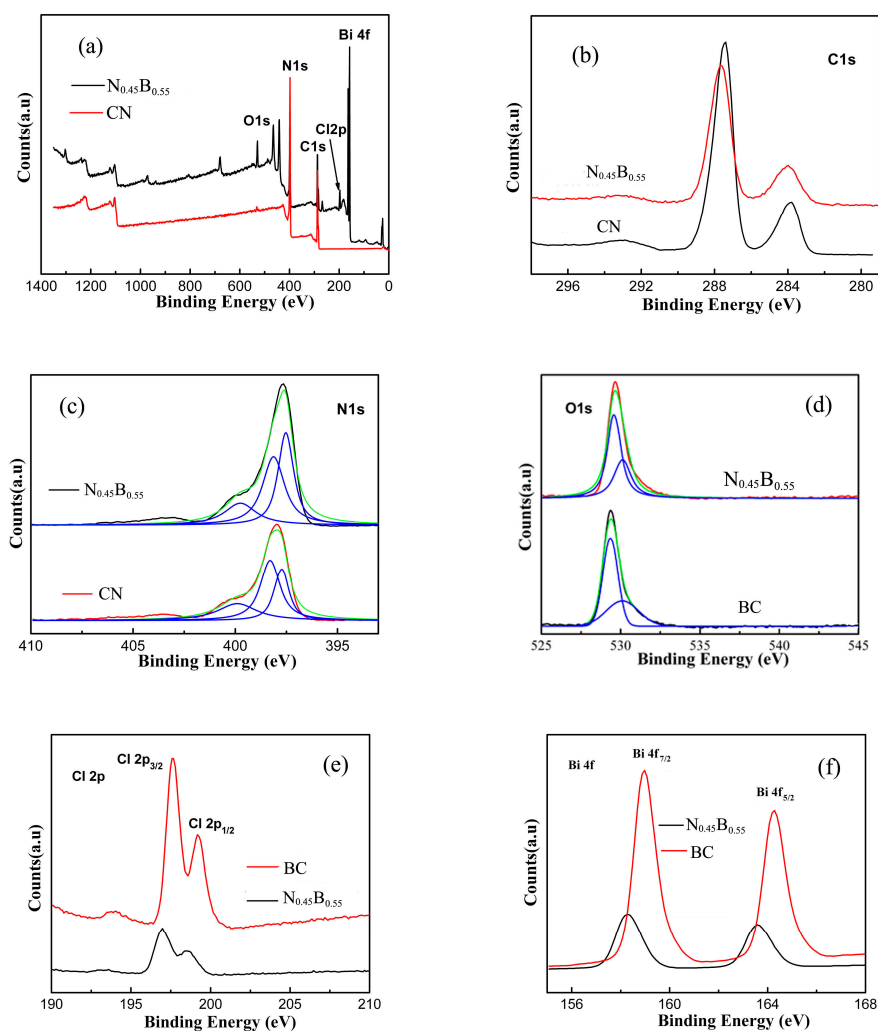 (a)
Bi 4f
N1s
N0.45B0.55
CN
O1s
Cl2p
C1s
Counts(a.u)
1400 1200 1000 800 600 400 200 0
Binding Energy (eV)
(b)
C1s
N0.45B0.55
CN
Counts(a.u)
296 292 288 284 280
Binding Energy (eV)
(c)
N1s
N0.45B0.55
CN
Counts(a.u)
410 405 400 395
Binding Energy (eV)
(d)
O1s
N0.45B0.55
BC
Counts(a.u)
525 530 535 540 545
Binding Energy (eV)
(e)
Cl 2p
Cl 2p3/2
Cl 2p1/2
BC
N0.45B0.55
Counts(a.u)
190 195 200 205 210
Binding Energy (eV)
(f)
Bi 4f
Bi 4f7/2
Bi 4f5/2
N0.45B0.55
BC
Counts(a.u)
156 160 164 168
Binding Energy (eV)